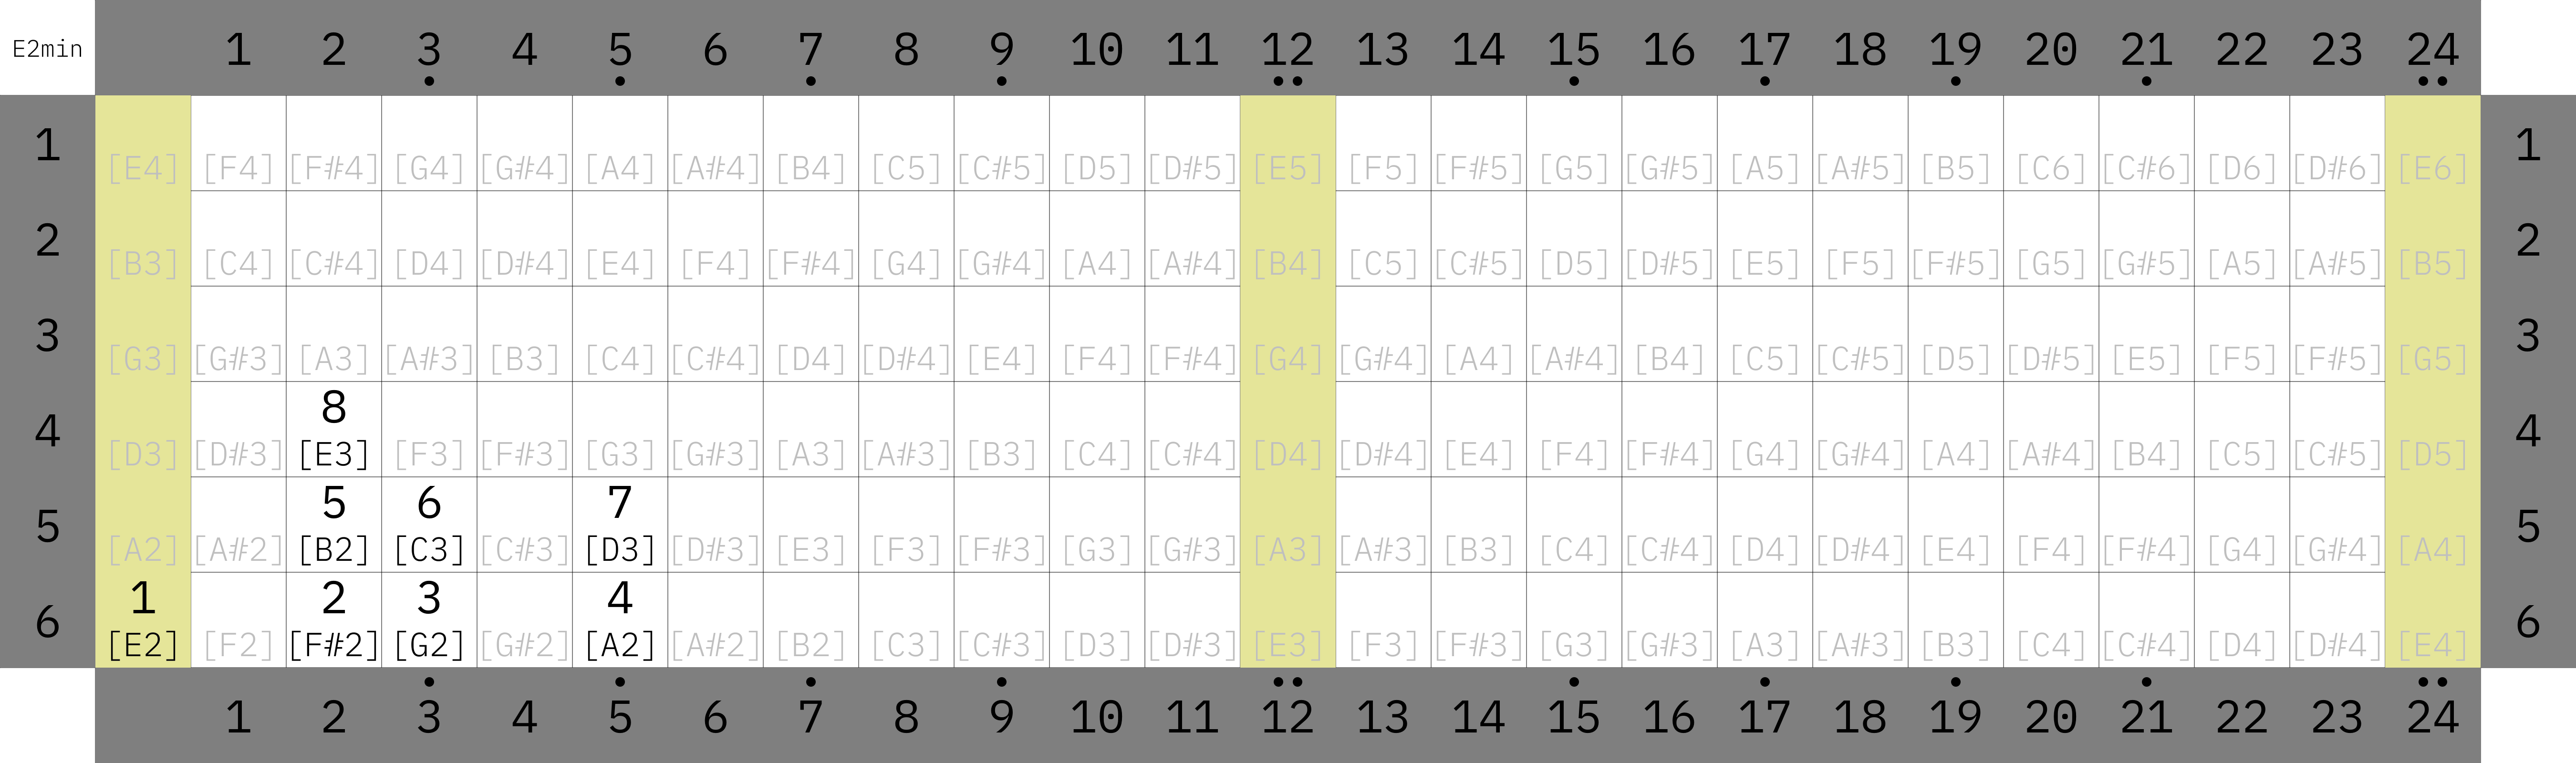 E2min 1 2 3 4 5 6 7 8 9 10 11 12 13 14 15 16 17 18 19 20 21 22 23 24
1 [E4] [F4] [F#4] [G4] [G#4] [A4] [A#4] [B4] [C5] [C#5] [D5] [D#5] [E5] [F5] [F#5] [G5] [G#5] [A5] [A#5] [B5] [C6] [C#6] [D6] [D#6] [E6] 1
2 [B3] [C4] [C#4] [D4] [D#4] [E4] [F4] [F#4] [G4] [G#4] [A4] [A#4] [B4] [C5] [C#5] [D5] [D#5] [E5] [F5] [F#5] [G5] [G#5] [A5] [A#5] [B5] 2
3 [G3] [G#3] [A3] [A#3] [B3] [C4] [C#4] [D4] [D#4] [E4] [F4] [F#4] [G4] [G#4] [A4] [A#4] [B4] [C5] [C#5] [D5] [D#5] [E5] [F5] [F#5] [G5] 3
8
4 [D3] [D#3] [E3] [F3] [F#3] [G3] [G#3] [A3] [A#3] [B3] [C4] [C#4] [D4] [D#4] [E4] [F4] [F#4] [G4] [G#4] [A4] [A#4] [B4] [C5] [C#5] [D5] 4
5 6 7
5 [A2] [A#2] [B2] [C3] [C#3] [D3] [D#3] [E3] [F3] [F#3] [G3] [G#3] [A3] [A#3] [B3] [C4] [C#4] [D4] [D#4] [E4] [F4] [F#4] [G4] [G#4] [A4] 5
1 2 3 4
6 [E2] [F2] [F#2] [G2] [G#2] [A2] [A#2] [B2] [C3] [C#3] [D3] [D#3] [E3] [F3] [F#3] [G3] [G#3] [A3] [A#3] [B3] [C4] [C#4] [D4] [D#4] [E4] 6
1 2 3 4 5 6 7 8 9 10 11 12 13 14 15 16 17 18 19 20 21 22 23 24